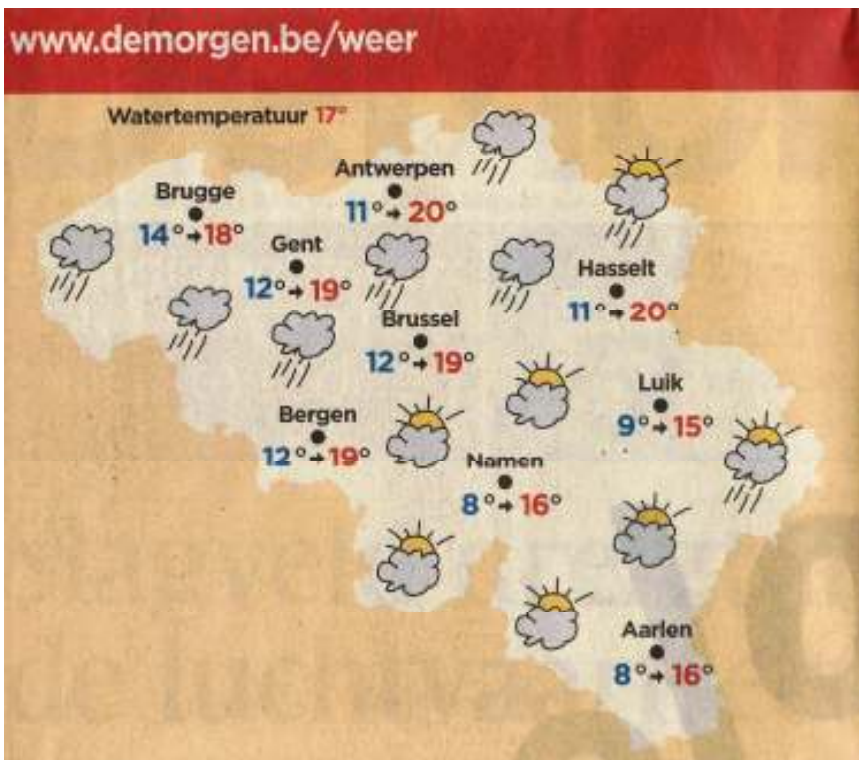 www.demorgen.be/weer
Watertemperatuur 17°
Antwerpen
11°→20°
Brugge
14°→18°
Gent
12°→19°
Hasselt
11°→20°
Brussel
12°→19°
Luik
9°→15°
Bergen
12°→19°
Namen
8°→16°
Aarlen
8°→16°